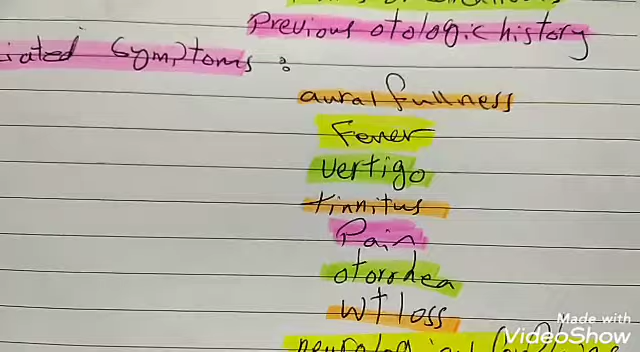 Previous otologic history
Symptoms :
aural fullness
Fever
vertigo
tinnitus
Pain
otorrhea
wt loss
Made with
VideoShow